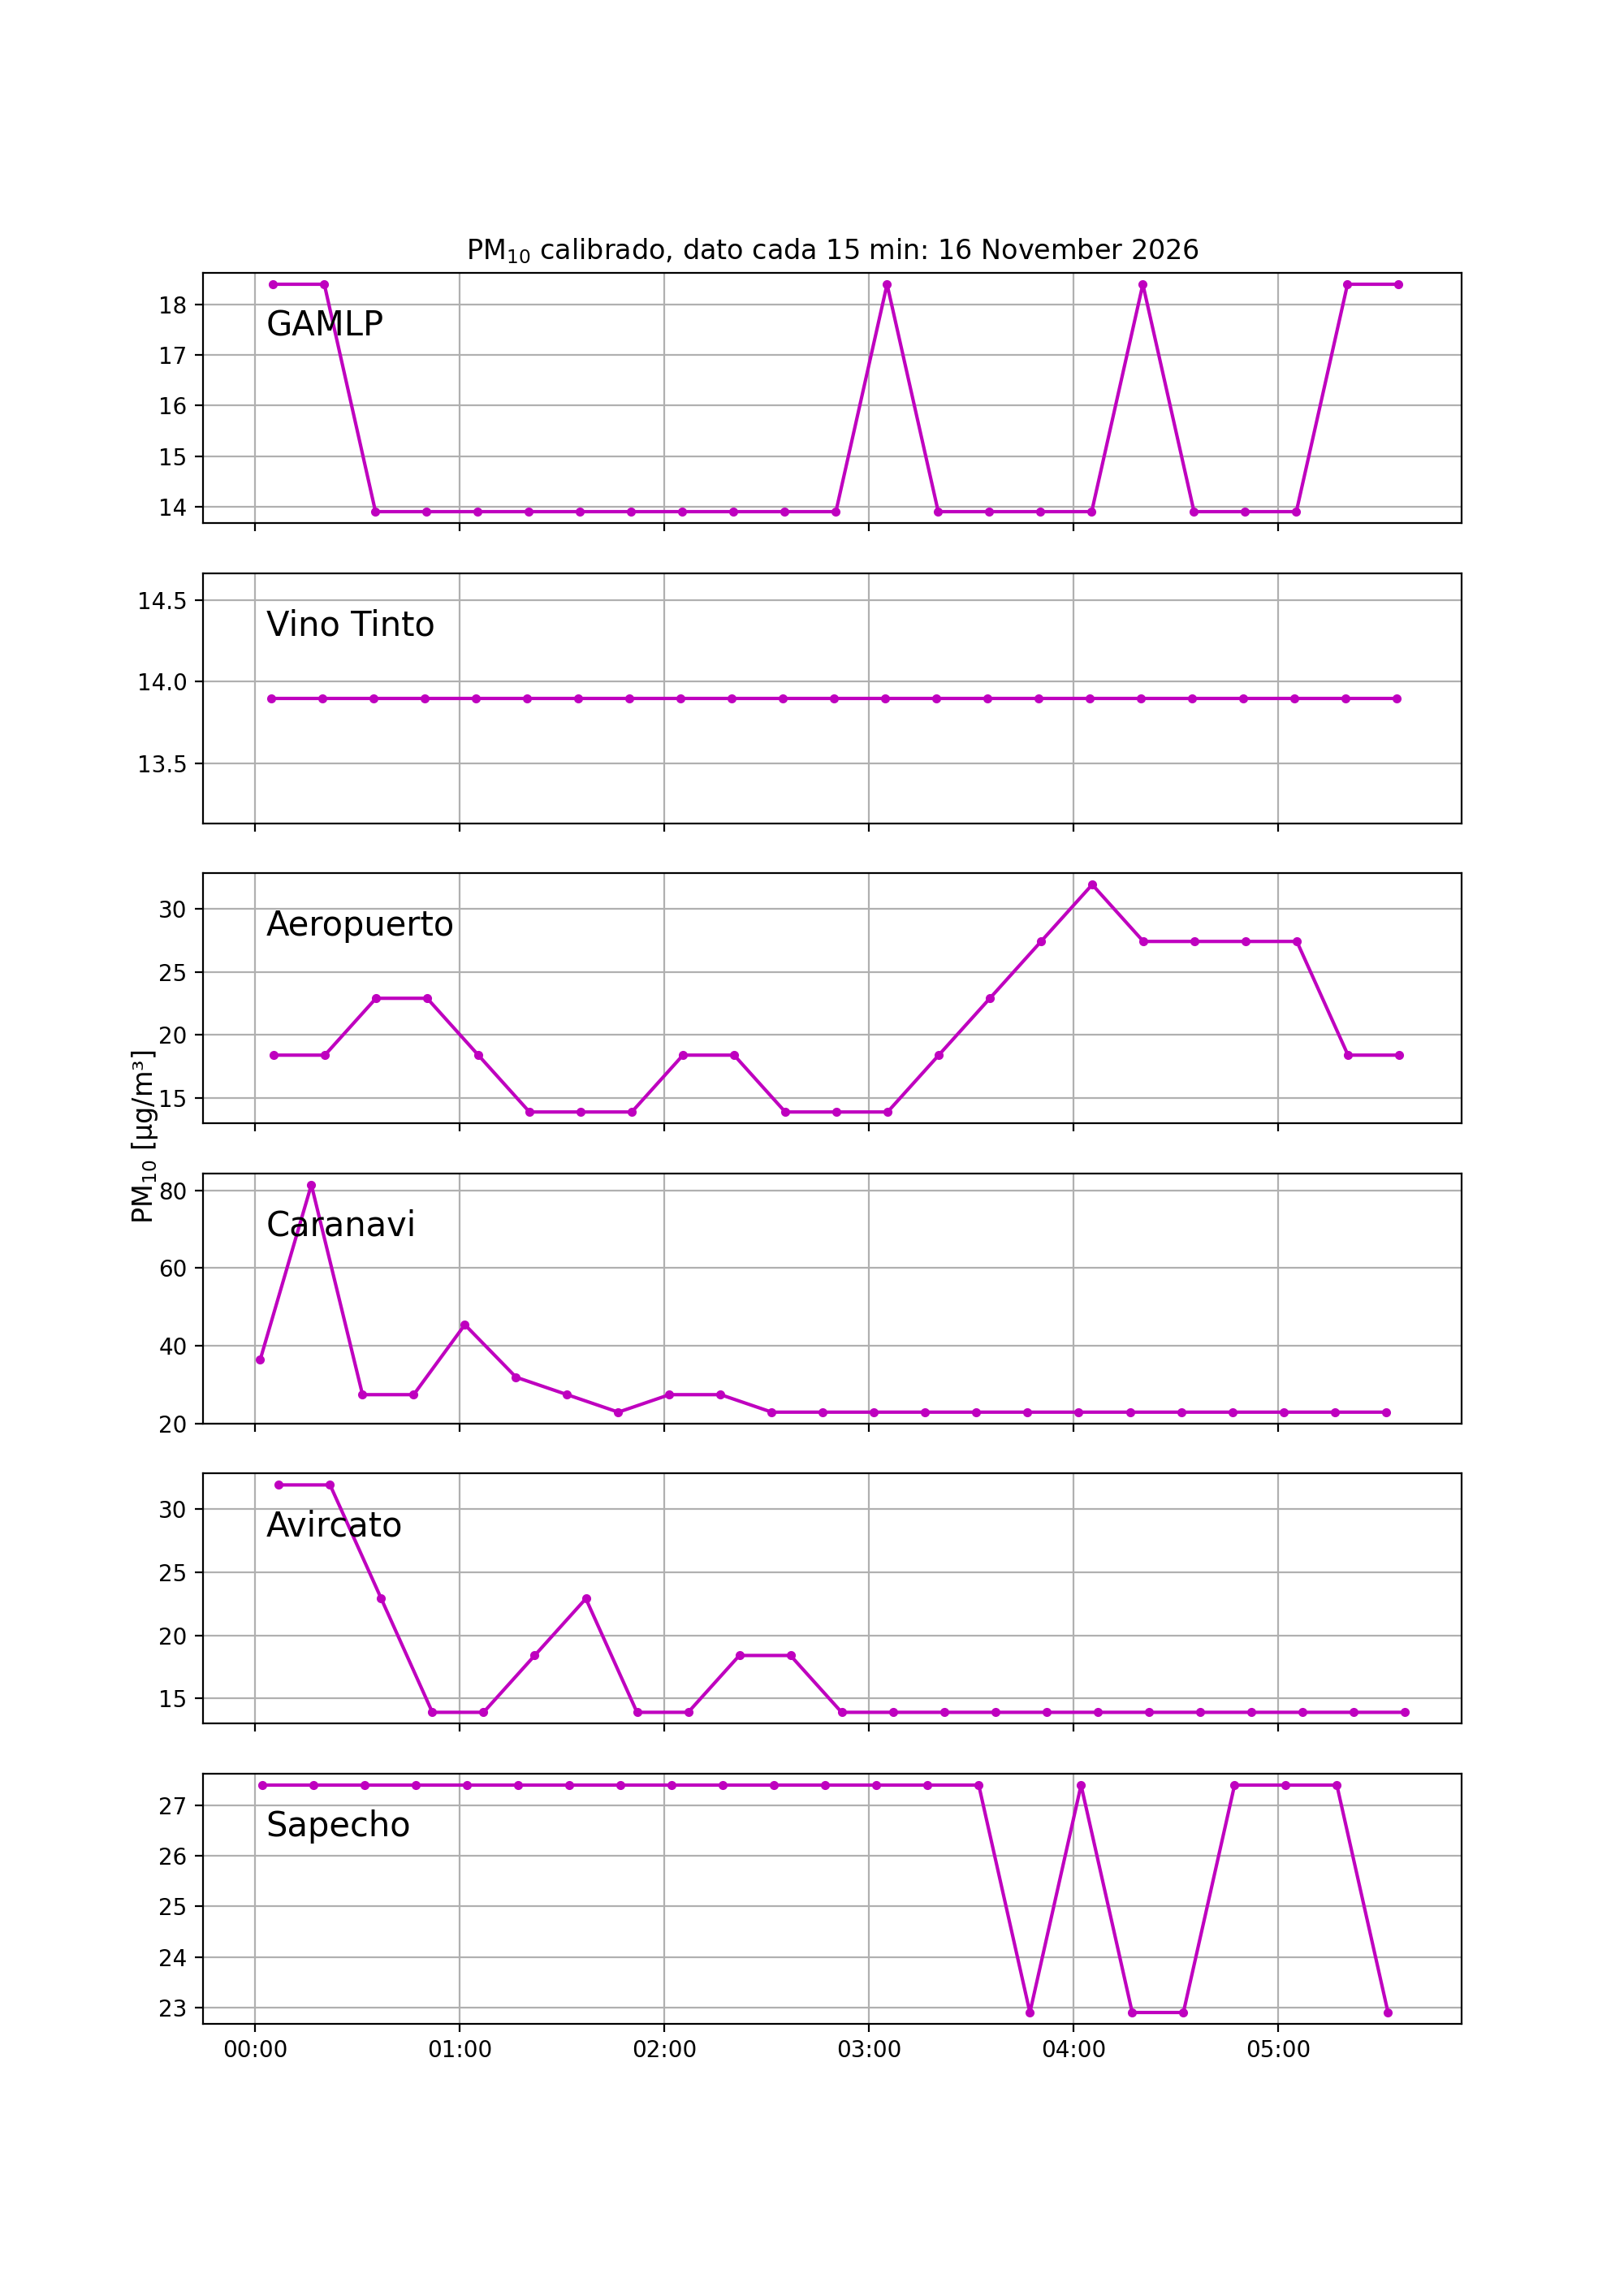 PM₁₀ calibrado, dato cada 15 min: 16 November 2026
18
GAMLP
17
16
15
14
14.5
Vino Tinto
14.0
13.5
30
Aeropuerto
25
20
15
PM₁₀ [µg/m³]
80
Caranavi
60
40
20
30
Avircato
25
20
15
27
Sapecho
26
25
24
23
00:00 01:00 02:00 03:00 04:00 05:00